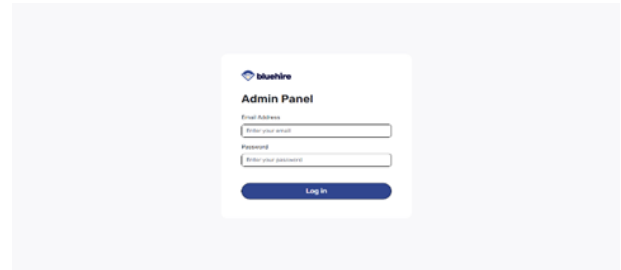 bluehire
Admin Panel
Email Address
Enter your email
Password
Enter your password
Log in